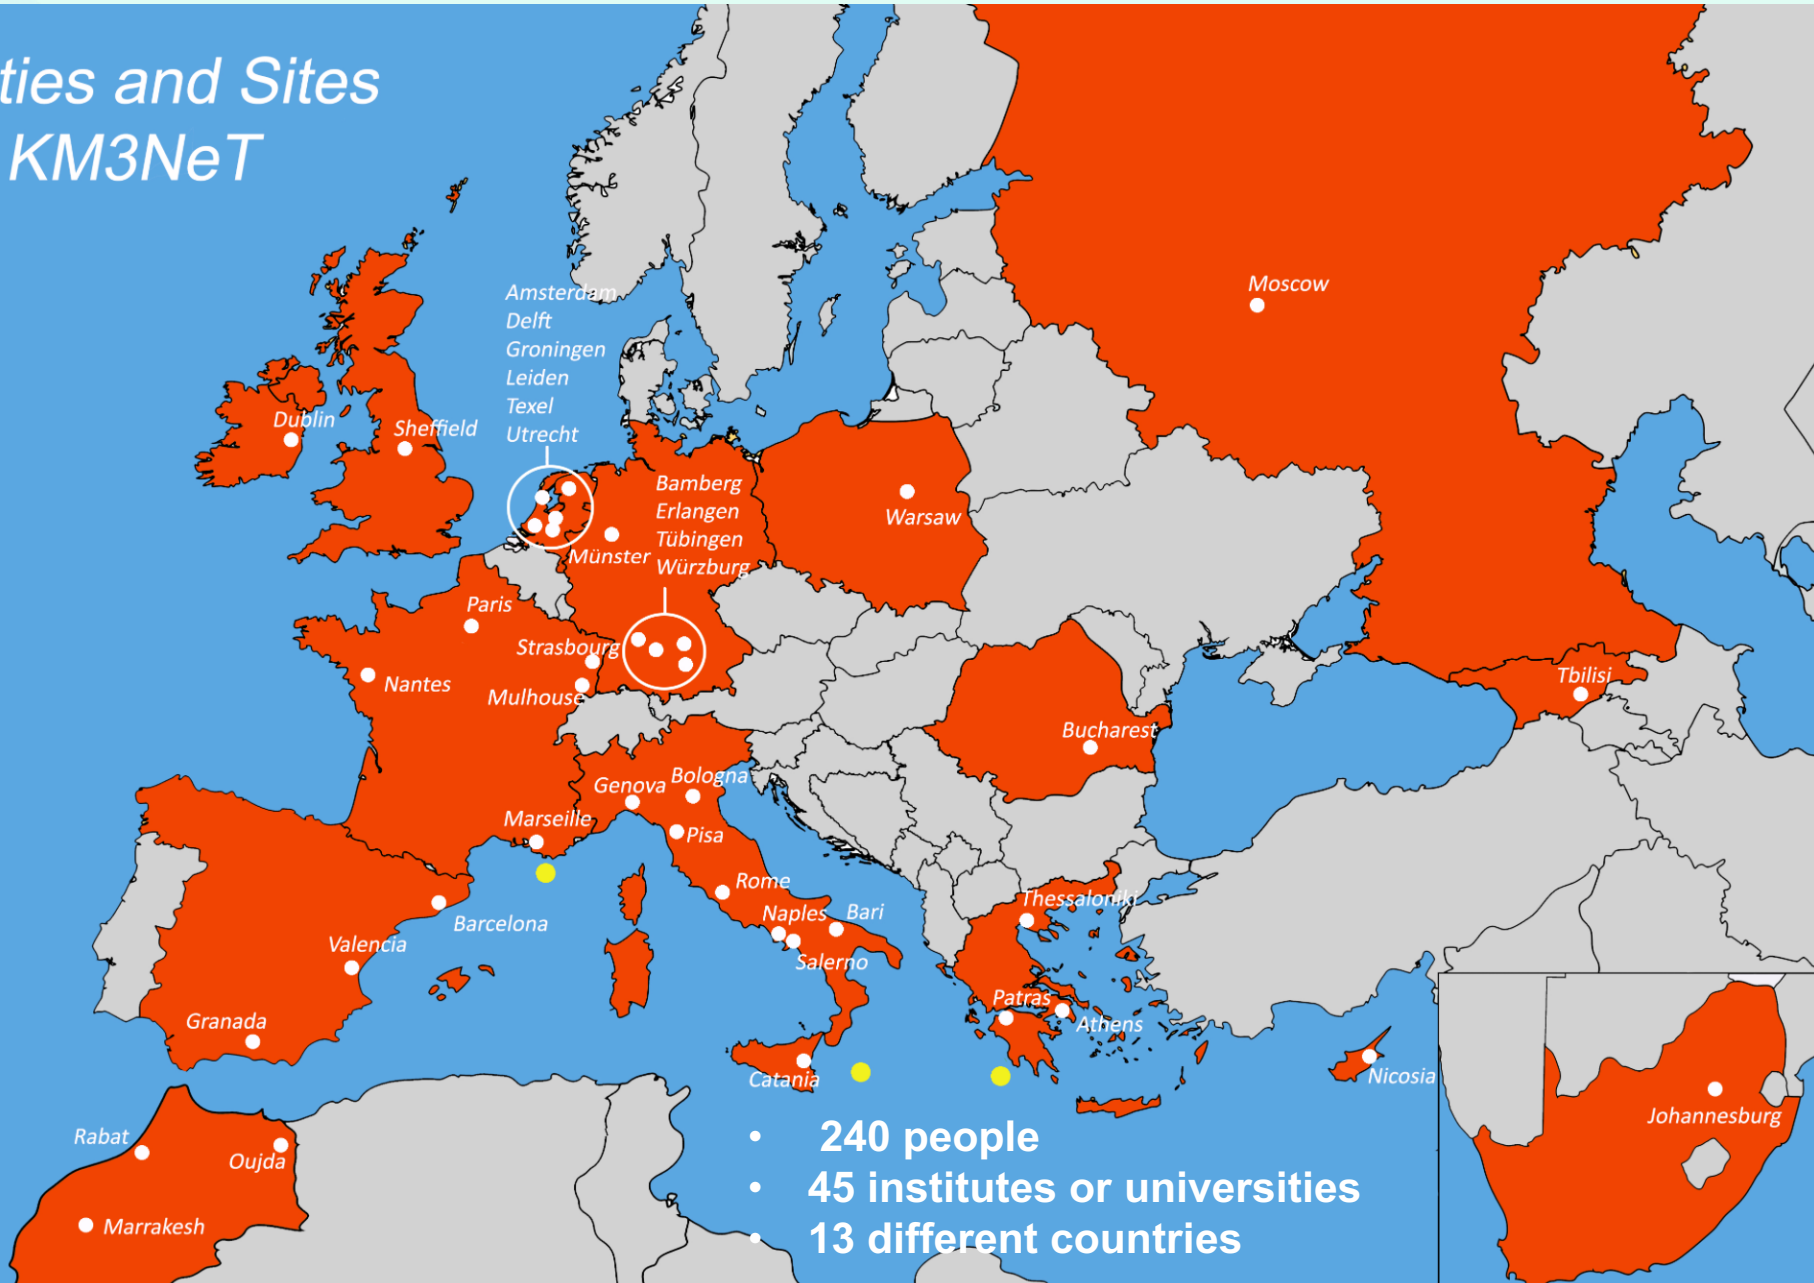 ties and Sites
KM3NeT
Moscow
Amsterdam
Delft
Groningen
Leiden
Texel
Utrecht
Dublin
Sheffield
Bamberg
Erlangen
Tübingen
Würzburg
Warsaw
Münster
Paris
Strasbourg
Nantes
Mulhouse
Tbilisi
Bucharest
Genova
Bologna
Marseille
Pisa
Rome
Thessaloniki
Naples
Bari
Barcelona
Valencia
Salerno
Patras
Athens
Granada
Catania
Nicosia
Johannesburg
Rabat
Oujda
Marrakesh
• 240 people
• 45 institutes or universities
• 13 different countries